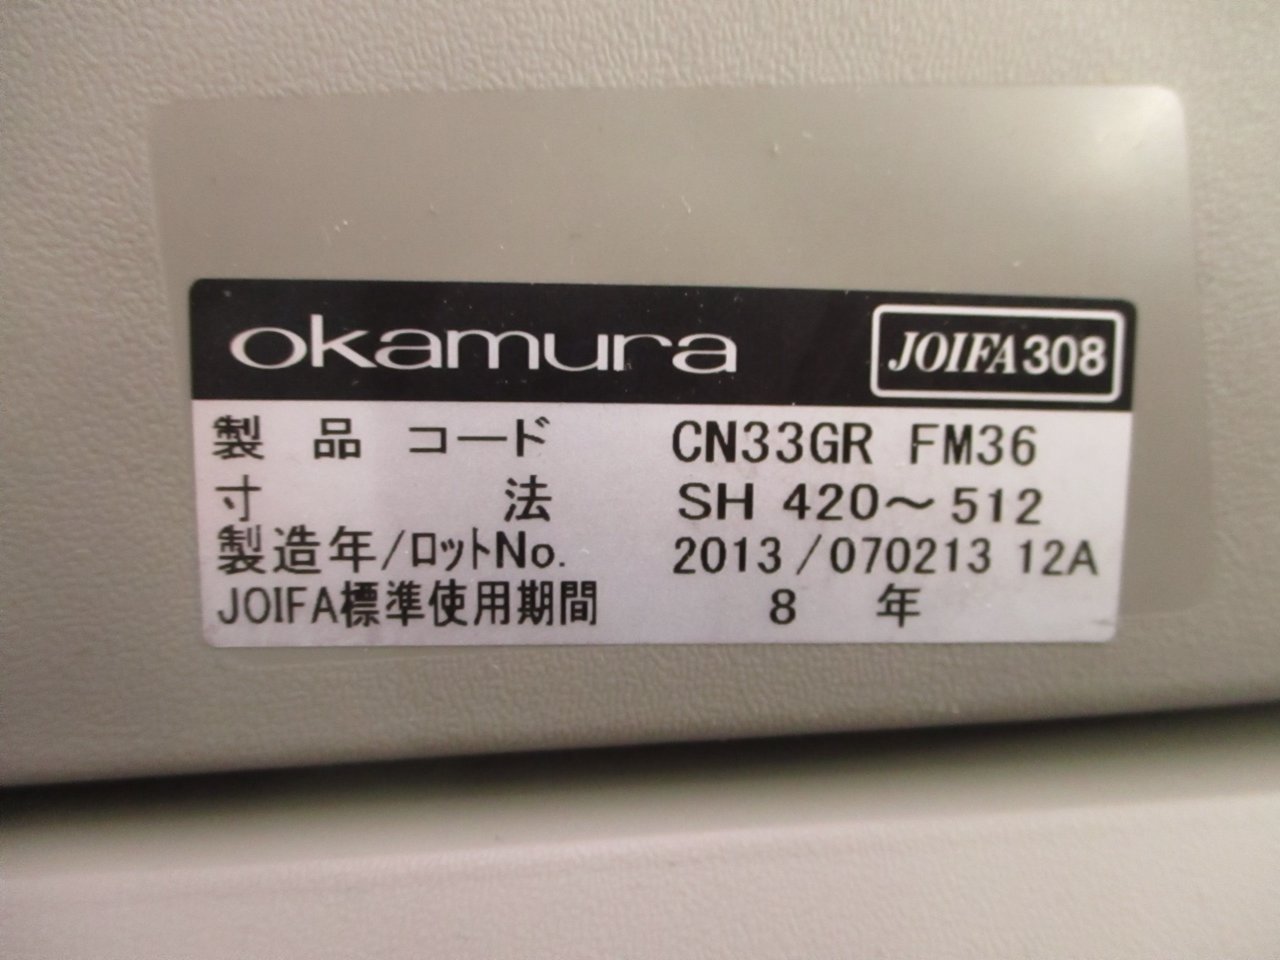 okamura JOIFA308
製品コード CN33GR FM36
寸法 SH 420～512
製造年/ロットNo. 2013/070213 12A
JOIFA標準使用期間 8年